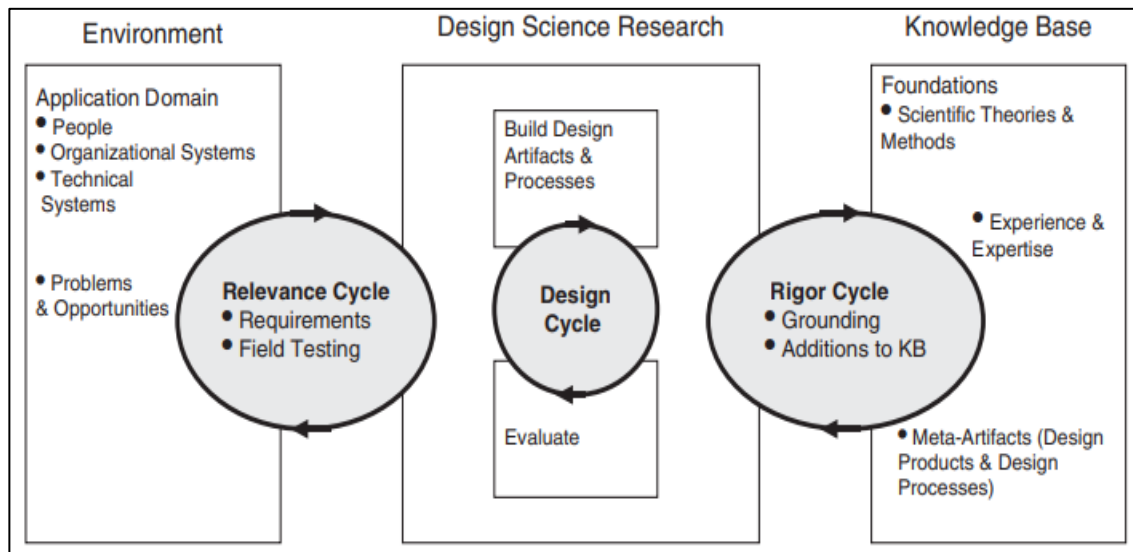 Environment
Design Science Research
Knowledge Base
Application Domain
• People
• Organizational Systems
• Technical
Systems
• Problems
& Opportunities
Relevance Cycle
• Requirements
• Field Testing
Build Design
Artifacts &
Processes
Design
Cycle
Evaluate
Rigor Cycle
• Grounding
• Additions to KB
Foundations
• Scientific Theories &
Methods
• Experience &
Expertise
• Meta-Artifacts (Design
Products & Design
Processes)